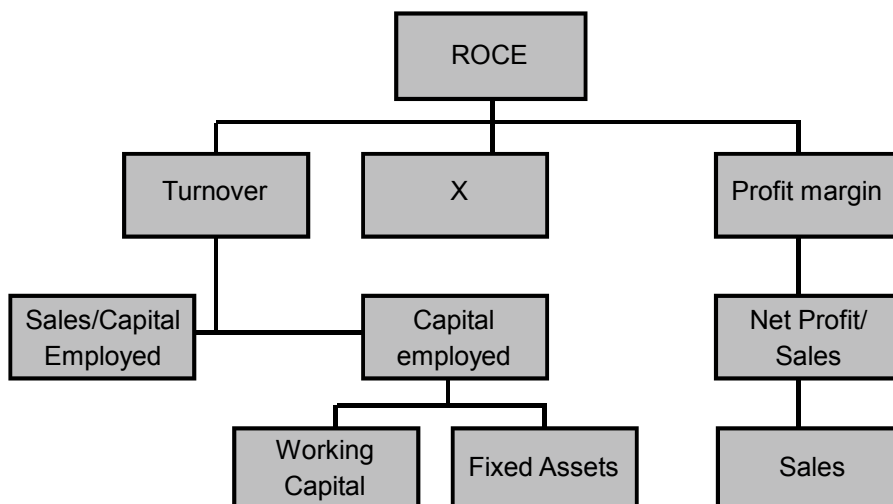 ROCE
Turnover
X
Profit margin
Sales/Capital
Employed
Capital
employed
Net Profit/
Sales
Working
Capital
Fixed Assets
Sales